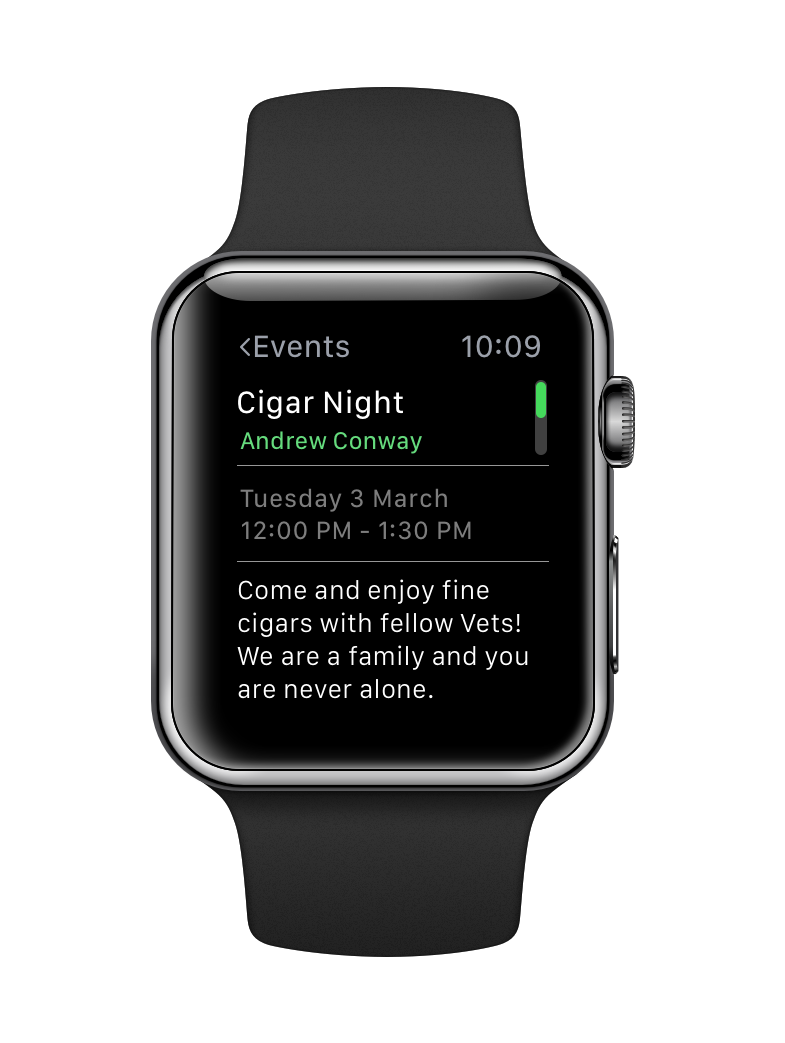 <Events 10:09
Cigar Night
Andrew Conway
Tuesday 3 March
12:00 PM - 1:30 PM
Come and enjoy fine
cigars with fellow Vets!
We are a family and you
are never alone.